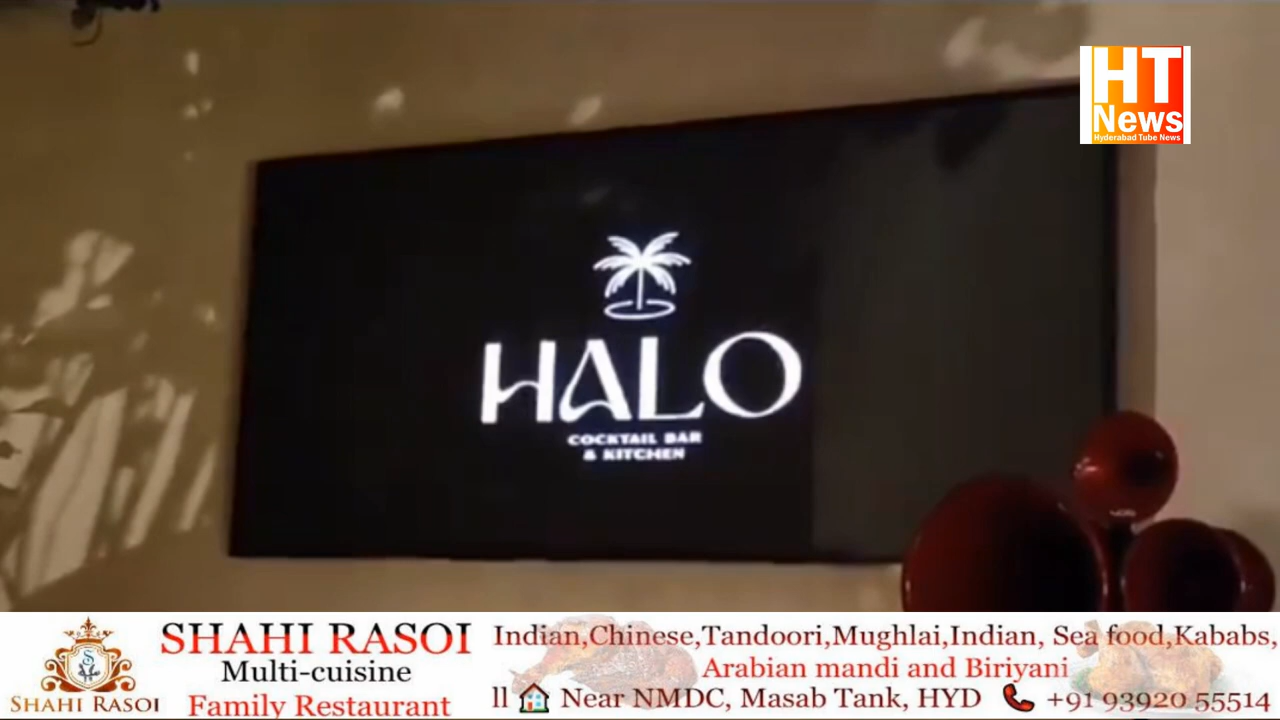 HT
News
Hyderabad Tube News
HALO
COCKTAIL BAR
& KITCHEN
SHAHI RASOI
Multi-cuisine
Family Restaurant
SHAHI RASOI
Indian,Chinese,Tandoori,Mughlai,Indian, Sea food,Kababs,
Arabian mandi and Biriyani
ll Near NMDC, Masab Tank, HYD +91 93920 55514